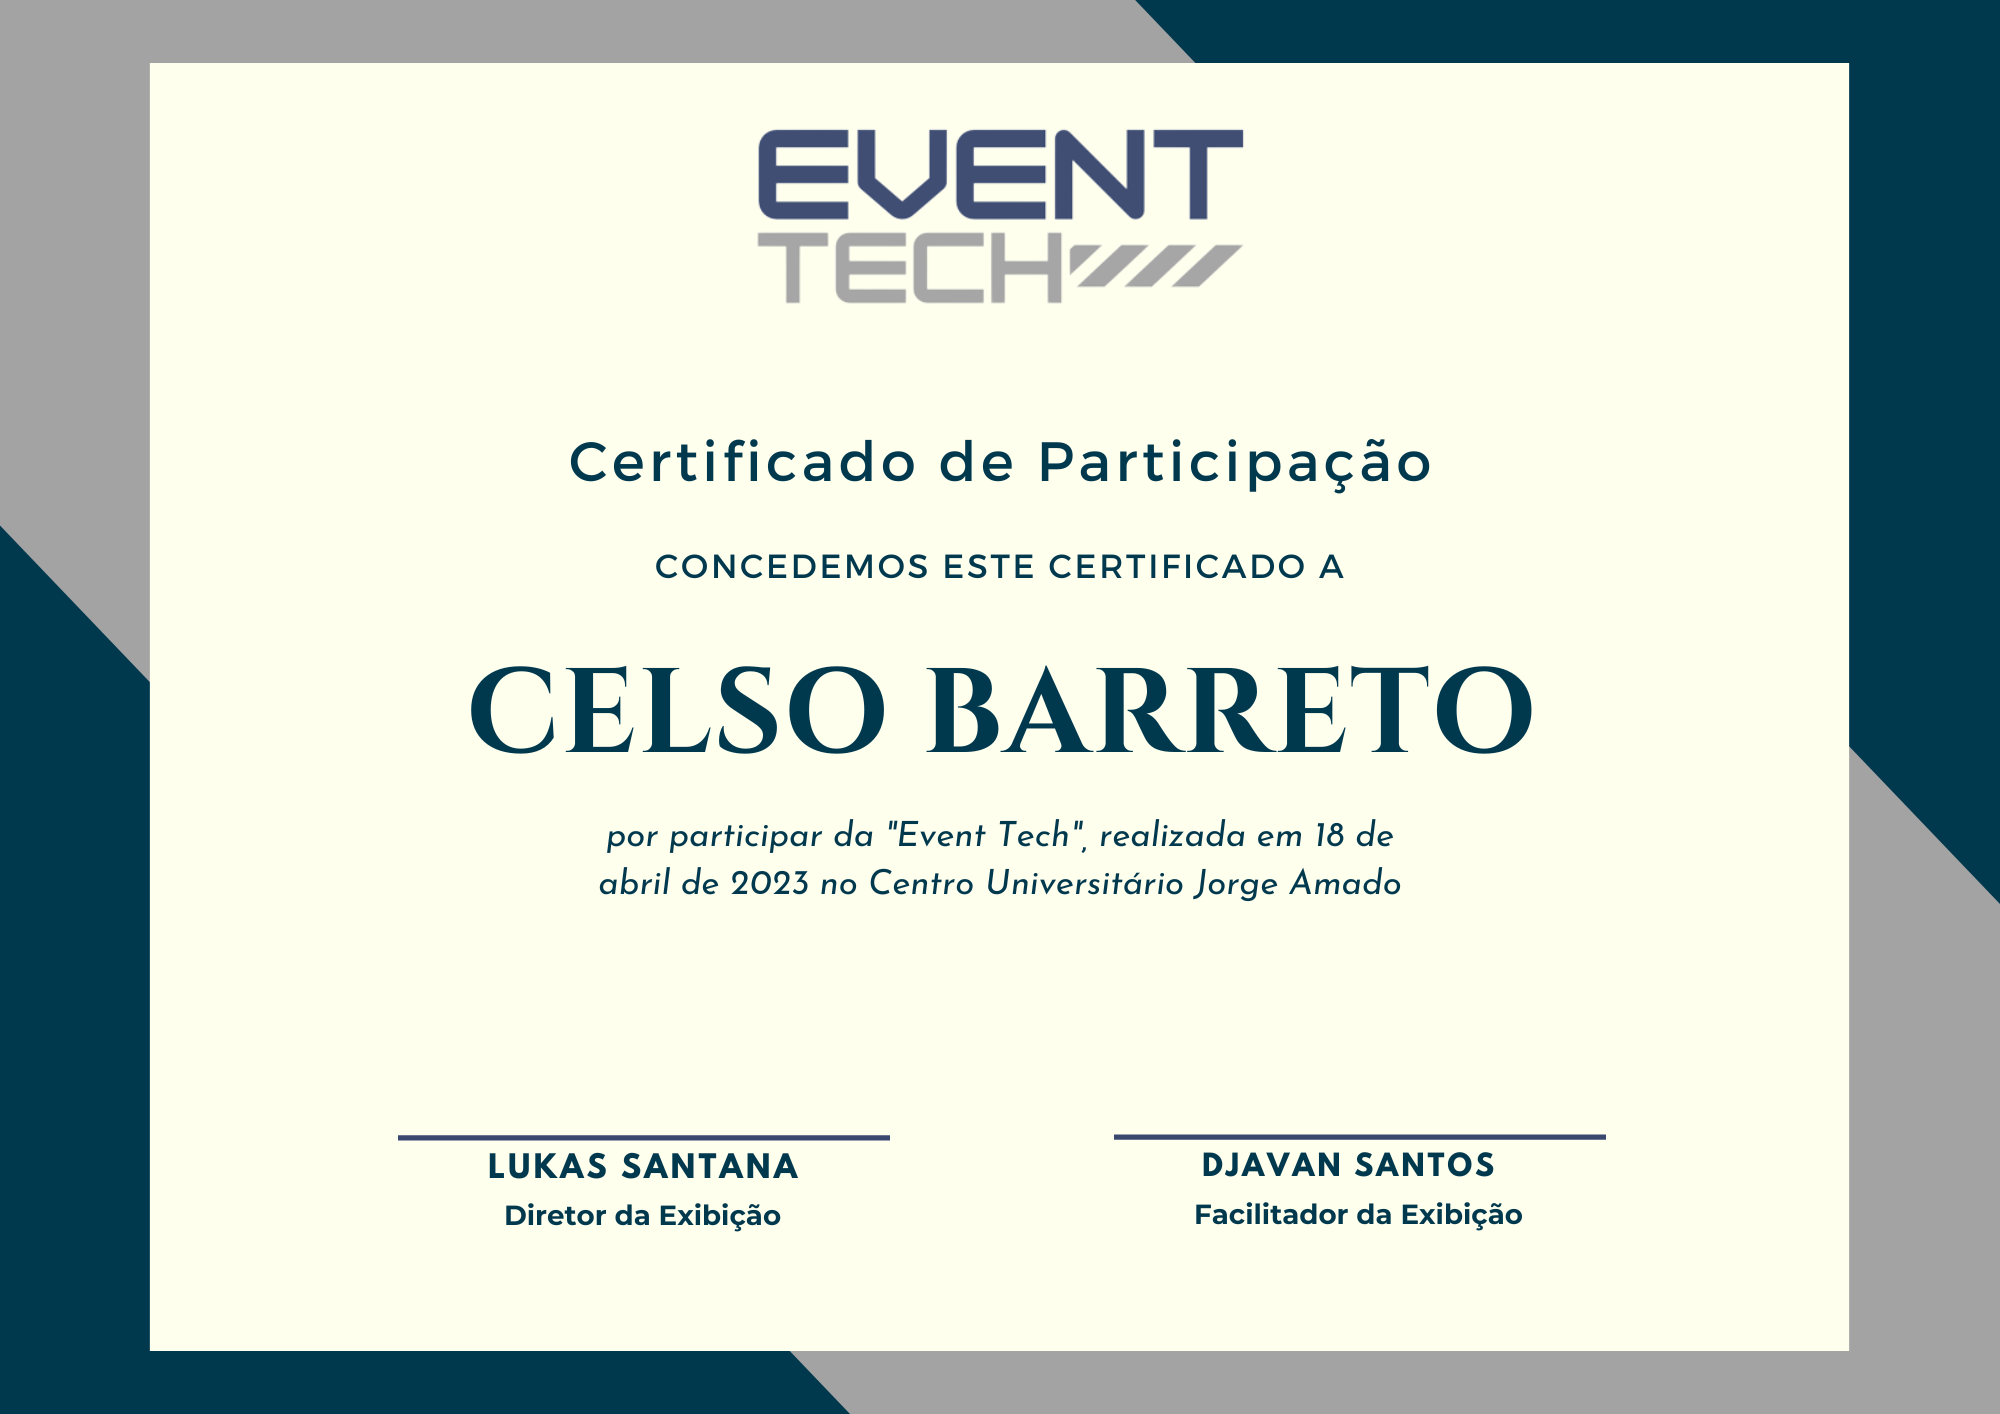 EVENT
TECH
Certificado de Participação
CONCEDEMOS ESTE CERTIFICADO A
CELSO BARRETO
por participar da "Event Tech", realizada em 18 de
abril de 2023 no Centro Universitário Jorge Amado
LUKAS SANTANA
Diretor da Exibição
DJAVAN SANTOS
Facilitador da Exibição